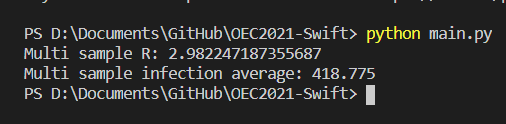 PS D:\Documents\GitHub\OEC2021-Swift> python main.py
Multi sample R: 2.982247187355687
Multi sample infection average: 418.775
PS D:\Documents\GitHub\OEC2021-Swift>